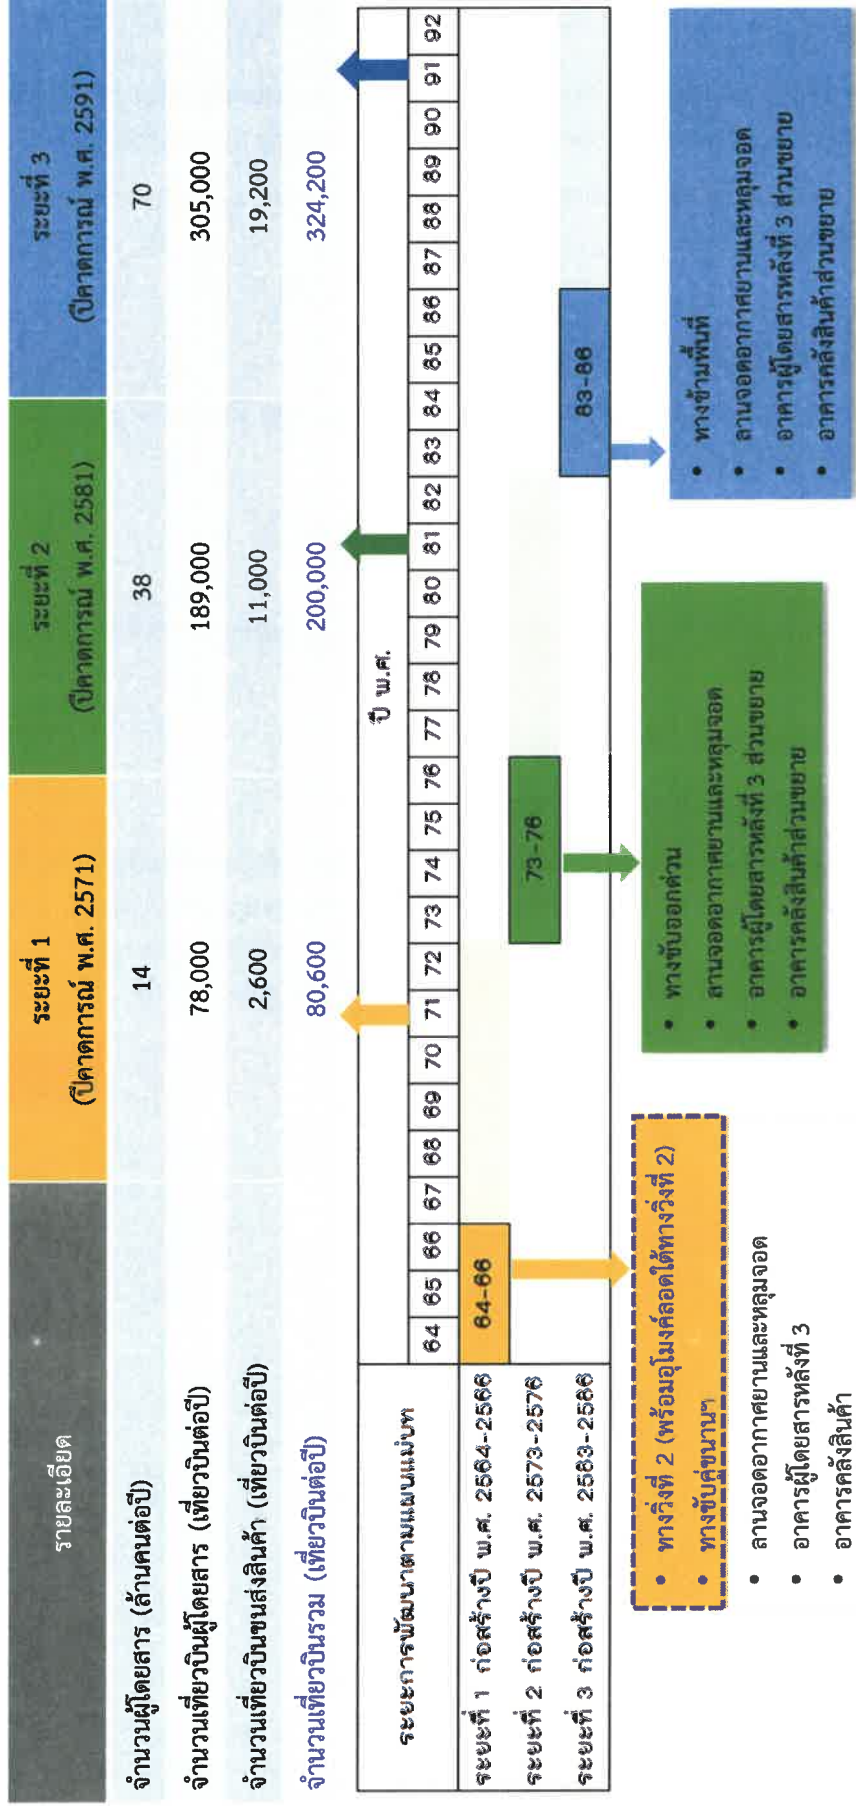 รายละเอียด
ระยะที่ 1
(ปีคาดการณ์ พ.ศ. 2571)
ระยะที่ 2
(ปีคาดการณ์ พ.ศ. 2581)
ระยะที่ 3
(ปีคาดการณ์ พ.ศ. 2591)
จำนวนผู้โดยสาร (ล้านคนต่อปี) 14 38 70
จำนวนเที่ยวบินผู้โดยสาร (เที่ยวบินต่อปี) 78,000 189,000 305,000
จำนวนเที่ยวบินขนส่งสินค้า (เที่ยวบินต่อปี) 2,600 11,000 19,200
จำนวนเที่ยวบินรวม (เที่ยวบินต่อปี) 80,600 200,000 324,200
ระยะการพัฒนาตามแผนแม่บท
ปี พ.ศ.
64 65 66 67 68 69 70 71 72 73 74 75 76 77 78 79 80 81 82 83 84 85 86 87 88 89 90 91 92
ระยะที่ 1 ก่อสร้างปี พ.ศ. 2564-2566 64-66
ระยะที่ 2 ก่อสร้างปี พ.ศ. 2573-2576 73-76
ระยะที่ 3 ก่อสร้างปี พ.ศ. 2583-2586 83-86
• ทางวิ่งที่ 2 (พร้อมอุโมงค์ลอดใต้ทางวิ่งที่ 2)
• ทางขับคู่ขนานฯ
• ลานจอดอากาศยานและหลุมจอด
• อาคารผู้โดยสารหลังที่ 3
• อาคารคลังสินค้า
• ทางขับออกด่วน
• ลานจอดอากาศยานและหลุมจอด
• อาคารผู้โดยสารหลังที่ 3 ส่วนขยาย
• อาคารคลังสินค้าส่วนขยาย
• ทางข้ามพื้นที่
• ลานจอดอากาศยานและหลุมจอด
• อาคารผู้โดยสารหลังที่ 3 ส่วนขยาย
• อาคารคลังสินค้าส่วนขยาย